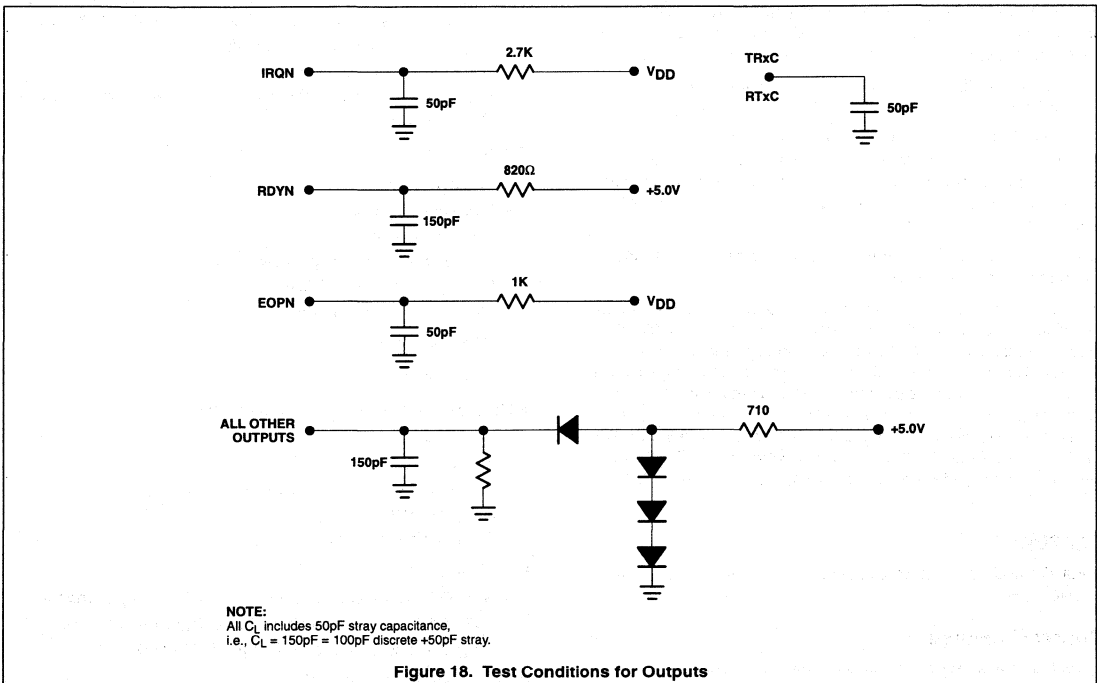 2.7K
IRQN
VDD
50pF
TRxC
RTxC
50pF
820Ω
RDYN
+5.0V
150pF
1K
EOPN
VDD
50pF
710
ALL OTHER
OUTPUTS
+5.0V
150pF
NOTE:
All CL includes 50pF stray capacitance,
i.e., CL = 150pF = 100pF discrete +50pF stray.
Figure 18. Test Conditions for Outputs